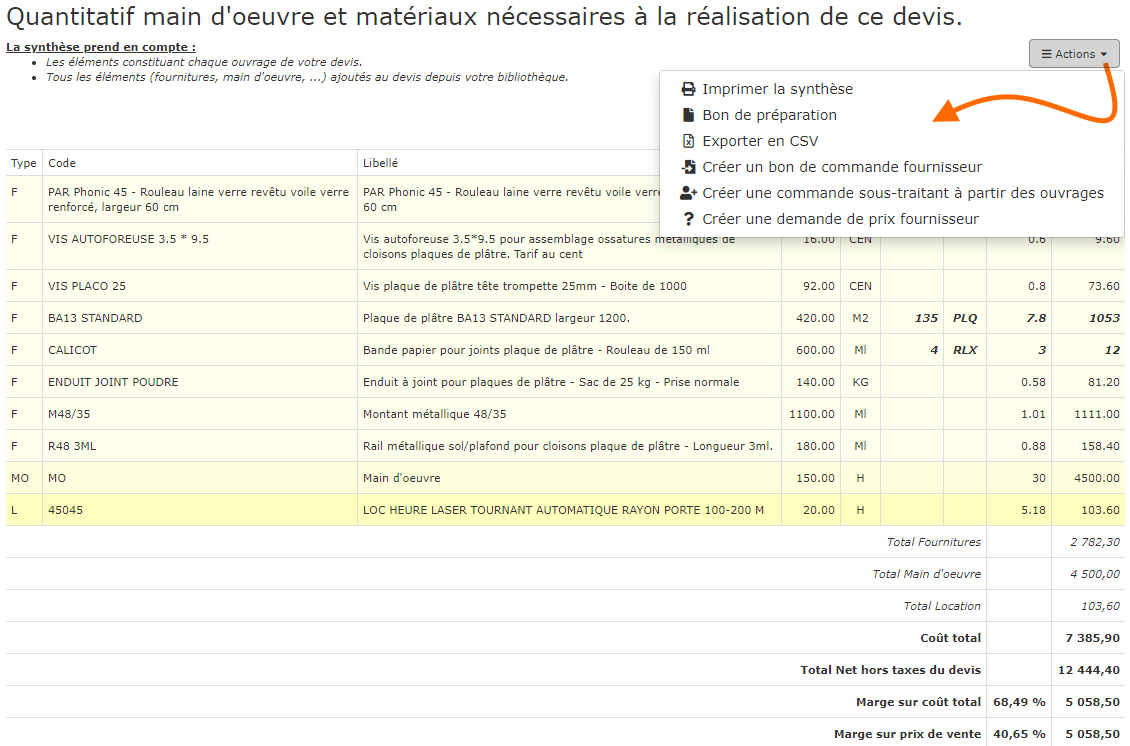 Quantitatif main d'oeuvre et matériaux nécessaires à la réalisation de ce devis.
La synthèse prend en compte :
Les éléments constituant chaque ouvrage de votre devis.
Tous les éléments (fournitures, main d'oeuvre, ...) ajoutés au devis depuis votre bibliothèque.
Actions
Imprimer la synthèse
Bon de préparation
Exporter en CSV
Créer un bon de commande fournisseur
Créer une commande sous-traitant à partir des ouvrages
Créer une demande de prix fournisseur
Type Code Libellé
F PAR Phonic 45 - Rouleau laine verre revêtu voile verre PAR Phonic 45 - Rouleau laine verre revêtu voile verre
renforcé, largeur 60 cm 60 cm
F VIS AUTOFOREUSE 3.5 * 9.5 Vis autoforeuse 3.5*9.5 pour assemblage ossatures métalliques de 16.00 CEN 0.6 9.60
cloisons plaques de plâtre. Tarif au cent
F VIS PLACO 25 Vis plaque de plâtre tête trompette 25mm - Boite de 1000 92.00 CEN 0.8 73.60
F BA13 STANDARD Plaque de plâtre BA13 STANDARD largeur 1200. 420.00 M2 135 PLQ 7.8 1053
F CALICOT Bande papier pour joints plaque de plâtre - Rouleau de 150 ml 600.00 Ml 4 RLX 3 12
F ENDUIT JOINT POUDRE Enduit à joint pour plaques de plâtre - Sac de 25 kg - Prise normale 140.00 KG 0.58 81.20
F M48/35 Montant métallique 48/35 1100.00 Ml 1.01 1111.00
F R48 3ML Rail métallique sol/plafond pour cloisons plaque de plâtre - Longueur 3ml. 180.00 Ml 0.88 158.40
MO MO Main d'oeuvre 150.00 H 30 4500.00
L 45045 LOC HEURE LASER TOURNANT AUTOMATIQUE RAYON PORTE 100-200 M 20.00 H 5.18 103.60
Total Fournitures 2 782,30
Total Main d'oeuvre 4 500,00
Total Location 103,60
Coût total 7 385,90
Total Net hors taxes du devis 12 444,40
Marge sur coût total 68,49 % 5 058,50
Marge sur prix de vente 40,65 % 5 058,50